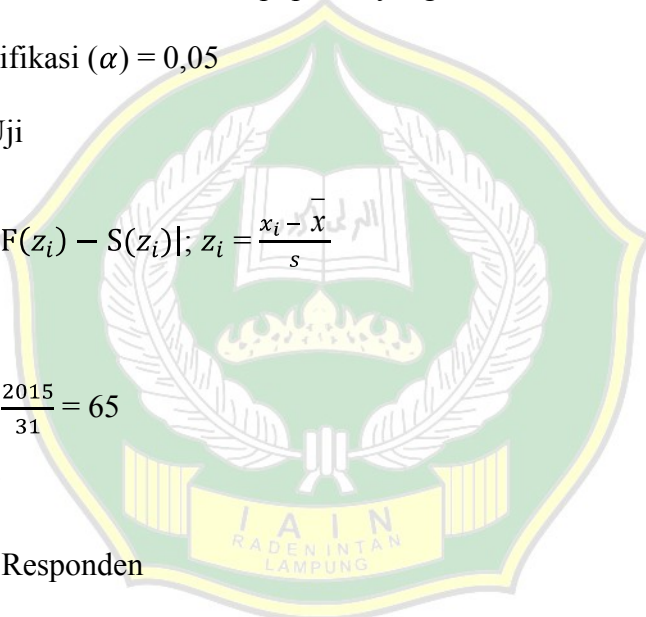 ifikasi (𝛼) = 0,05
Uji
F(zᵢ) − S(zᵢ)|; zᵢ = (xᵢ − x̄)/s
2015/31 = 65
I A I N
RADEN INTAN
LAMPUNG
Responden